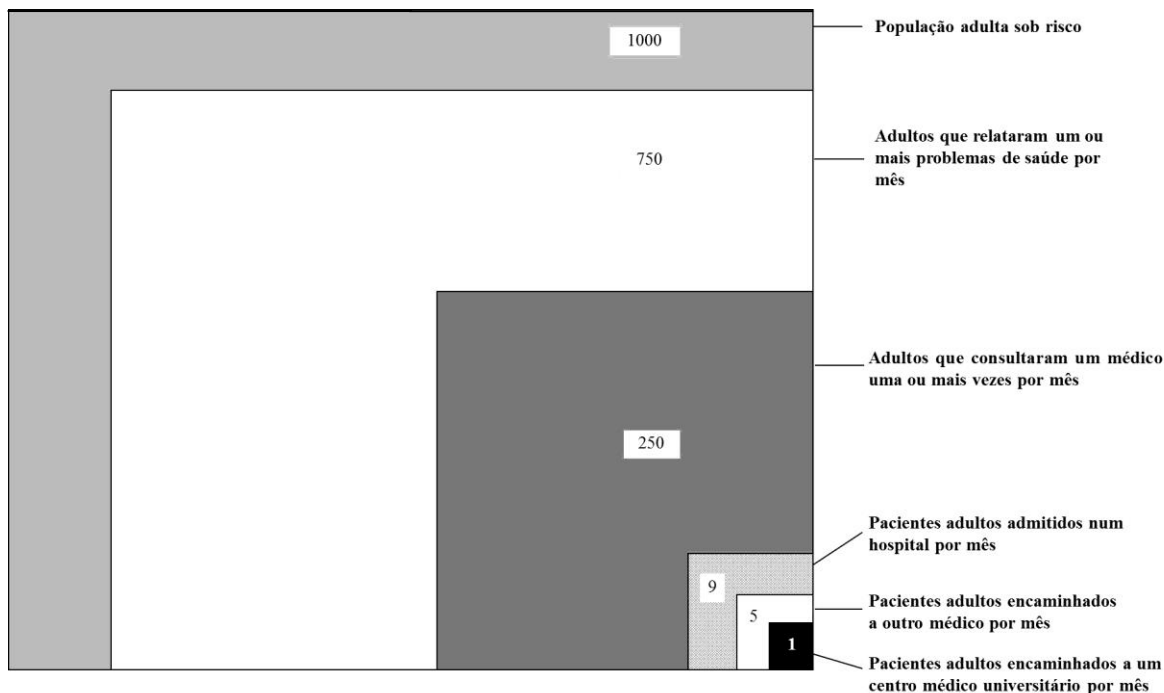 População adulta sob risco
1000
Adultos que relataram um ou
mais problemas de saúde por
mês
750
Adultos que consultaram um médico
uma ou mais vezes por mês
250
Pacientes adultos admitidos num
hospital por mês
9
Pacientes adultos encaminhados
a outro médico por mês
5
1
Pacientes adultos encaminhados a um
centro médico universitário por mês